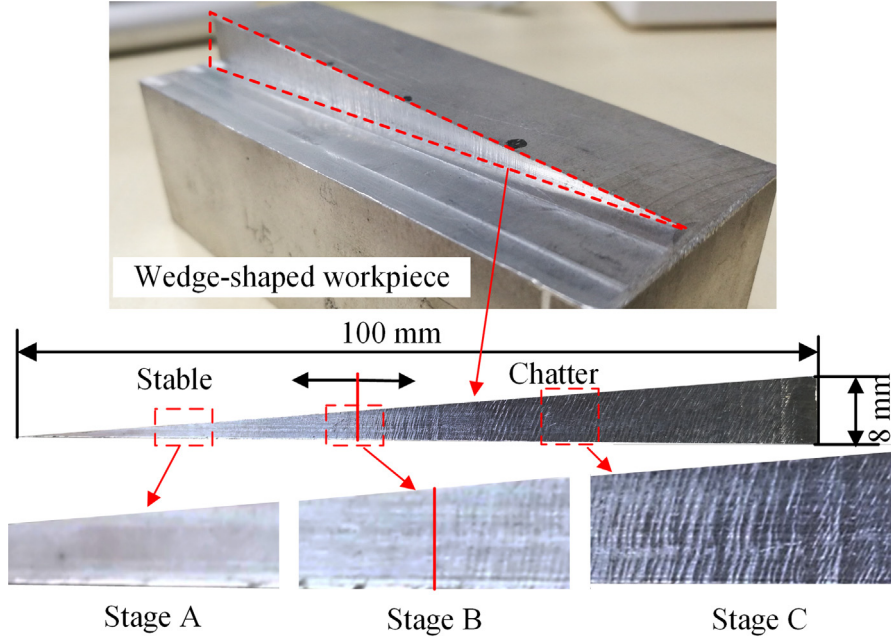 Wedge-shaped workpiece
100 mm
Stable
Chatter
8 mm
Stage A
Stage B
Stage C